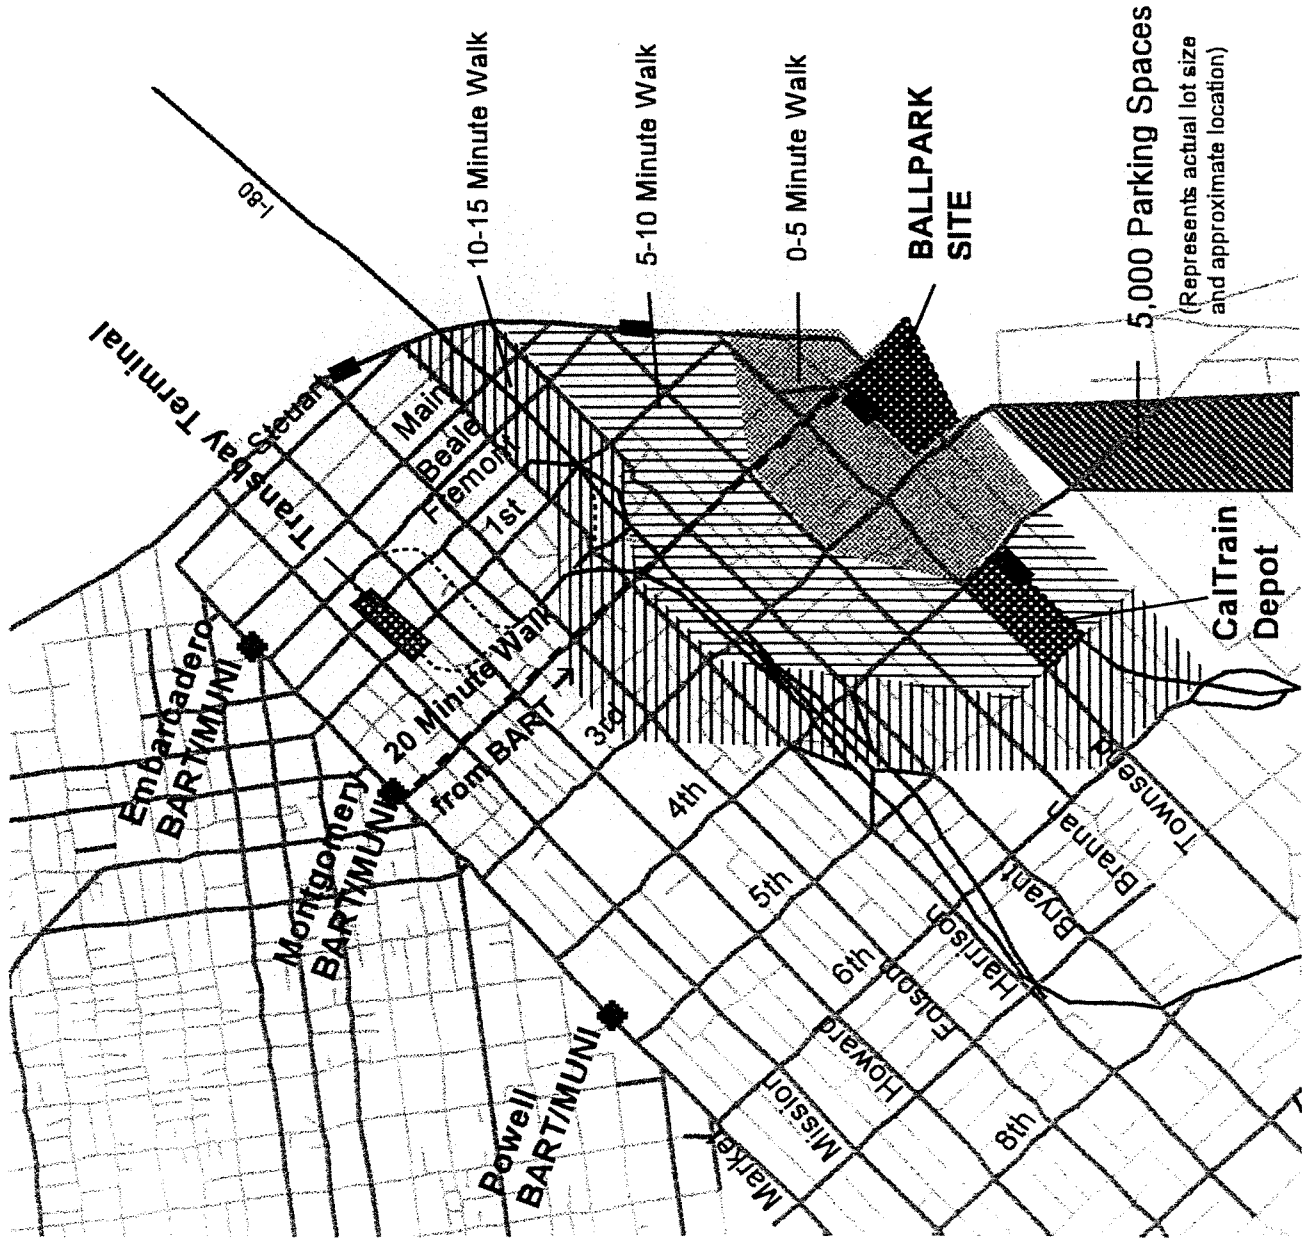 Transbay Terminal
I-80
10-15 Minute Walk
5-10 Minute Walk
0-5 Minute Walk
BALLPARK
SITE
5,000 Parking Spaces
(Represents actual lot size
and approximate location)
CalTrain
Depot
Embarcadero
BART/MUNI
Montgomery
BART/MUNI
Powell
BART/MUNI
20 Minute Walk
from BART
Steuart
Main
Beale
Fremont
1st
3rd
4th
5th
6th
8th
Market
Mission
Howard
Folsom
Harrison
Bryant
Brannan
Townsend